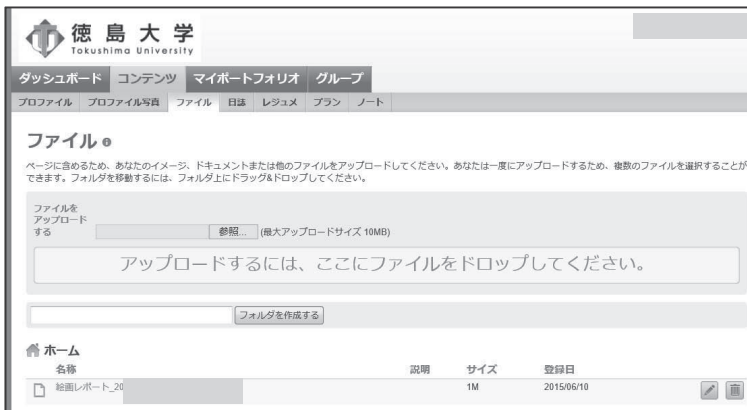 徳島大学
Tokushima University
ダッシュボード コンテンツ マイポートフォリオ グループ
プロファイル プロファイル写真 ファイル 日誌 レジュメ プラン ノート
ファイル
ページに含めるため、あなたのイメージ、ドキュメントまたは他のファイルをアップロードしてください。あなたは一度にアップロードするため、複数のファイルを選択することが
できます。フォルダを移動するには、フォルダ上にドラッグ&ドロップしてください。
ファイルを
アップロード
する 参照... (最大アップロードサイズ 10MB)
アップロードするには、ここにファイルをドロップしてください。
フォルダを作成する
ホーム
名称 説明 サイズ 登録日
絵画レポート_20 1M 2015/06/10